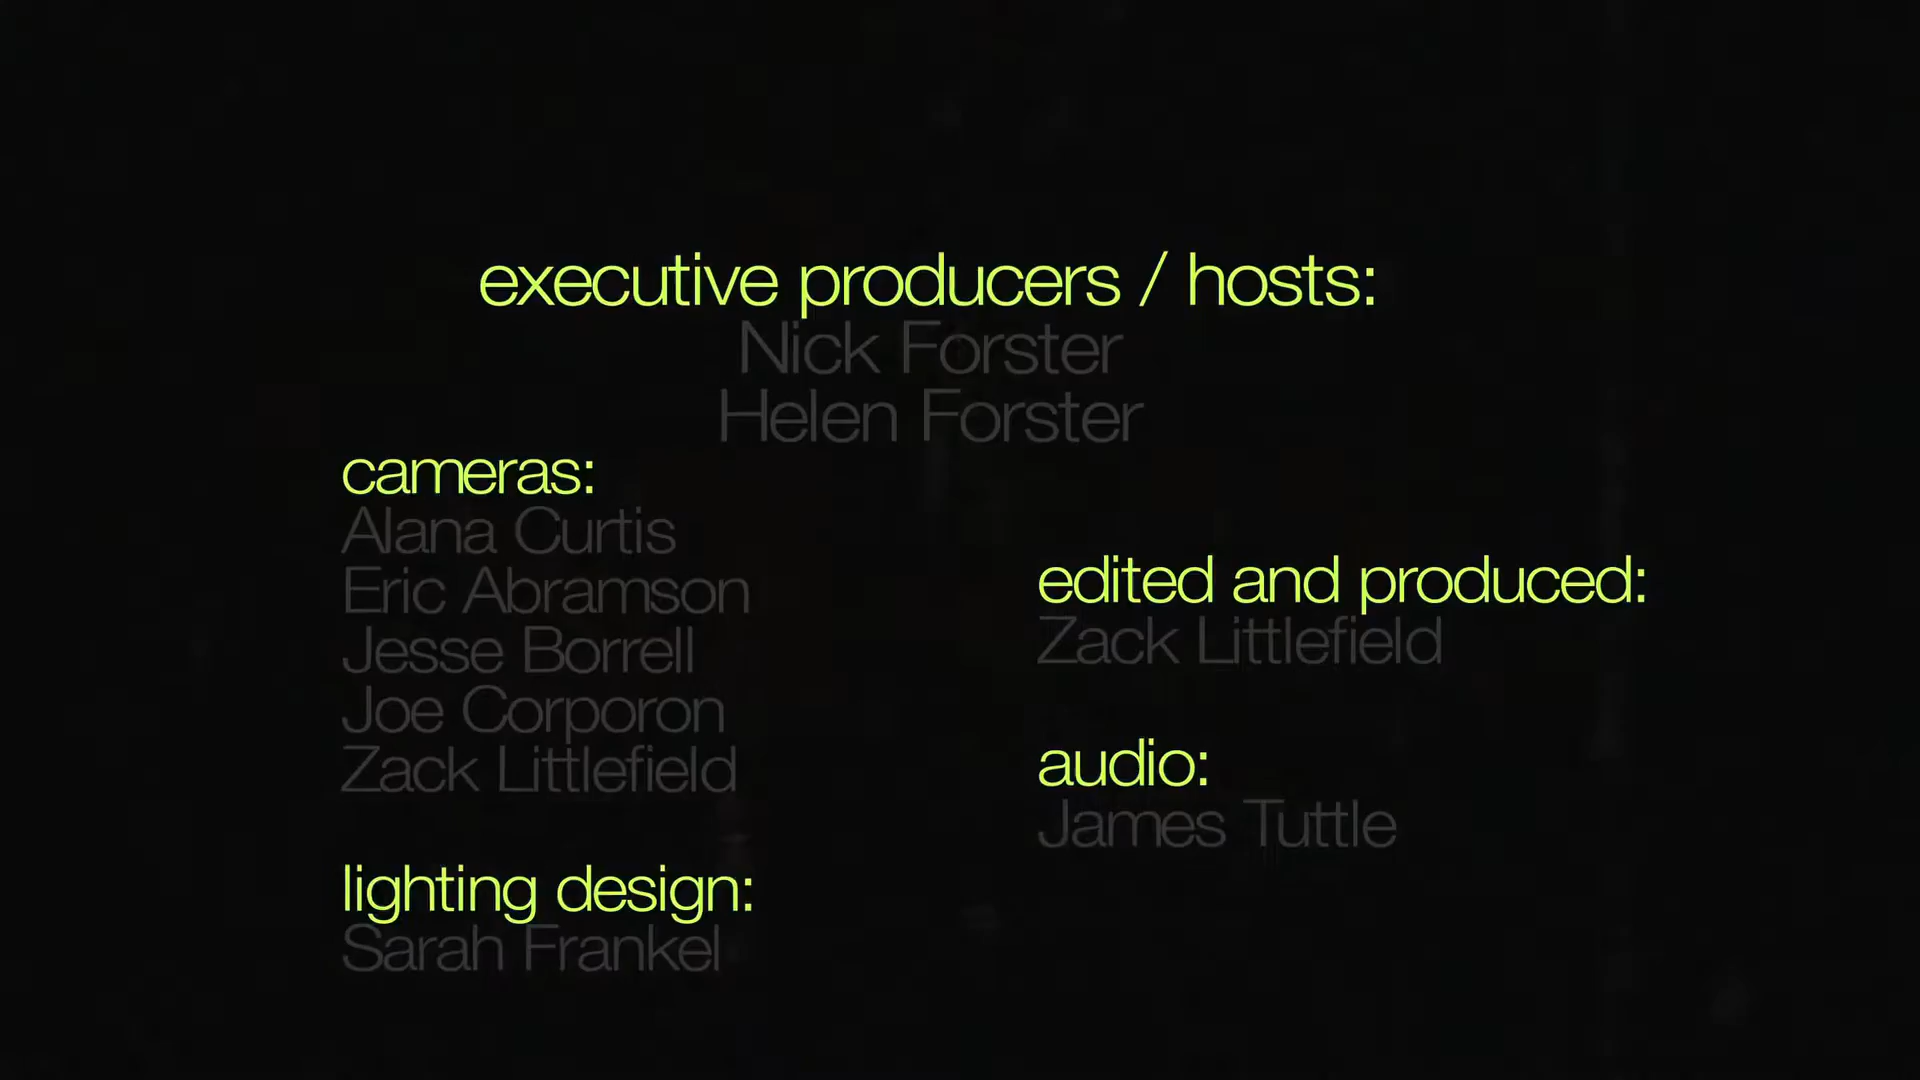 executive producers / hosts:
Nick Forster
Helen Forster
cameras:
Alana Curtis
Eric Abramson
Jesse Borrell
Joe Corporon
Zack Littlefield
lighting design:
Sarah Frankel
edited and produced:
Zack Littlefield
audio:
James Tuttle